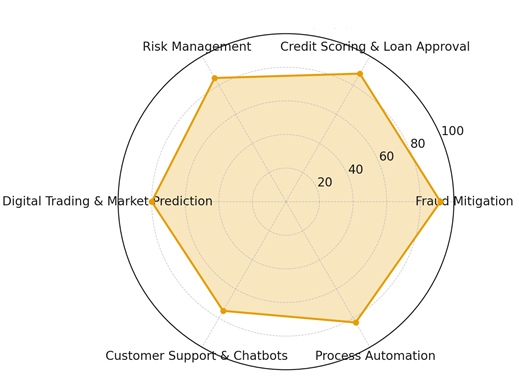 Risk Management
Credit Scoring & Loan Approval
100
80
60
40
20
Digital Trading & Market Prediction
Fraud Mitigation
Customer Support & Chatbots
Process Automation